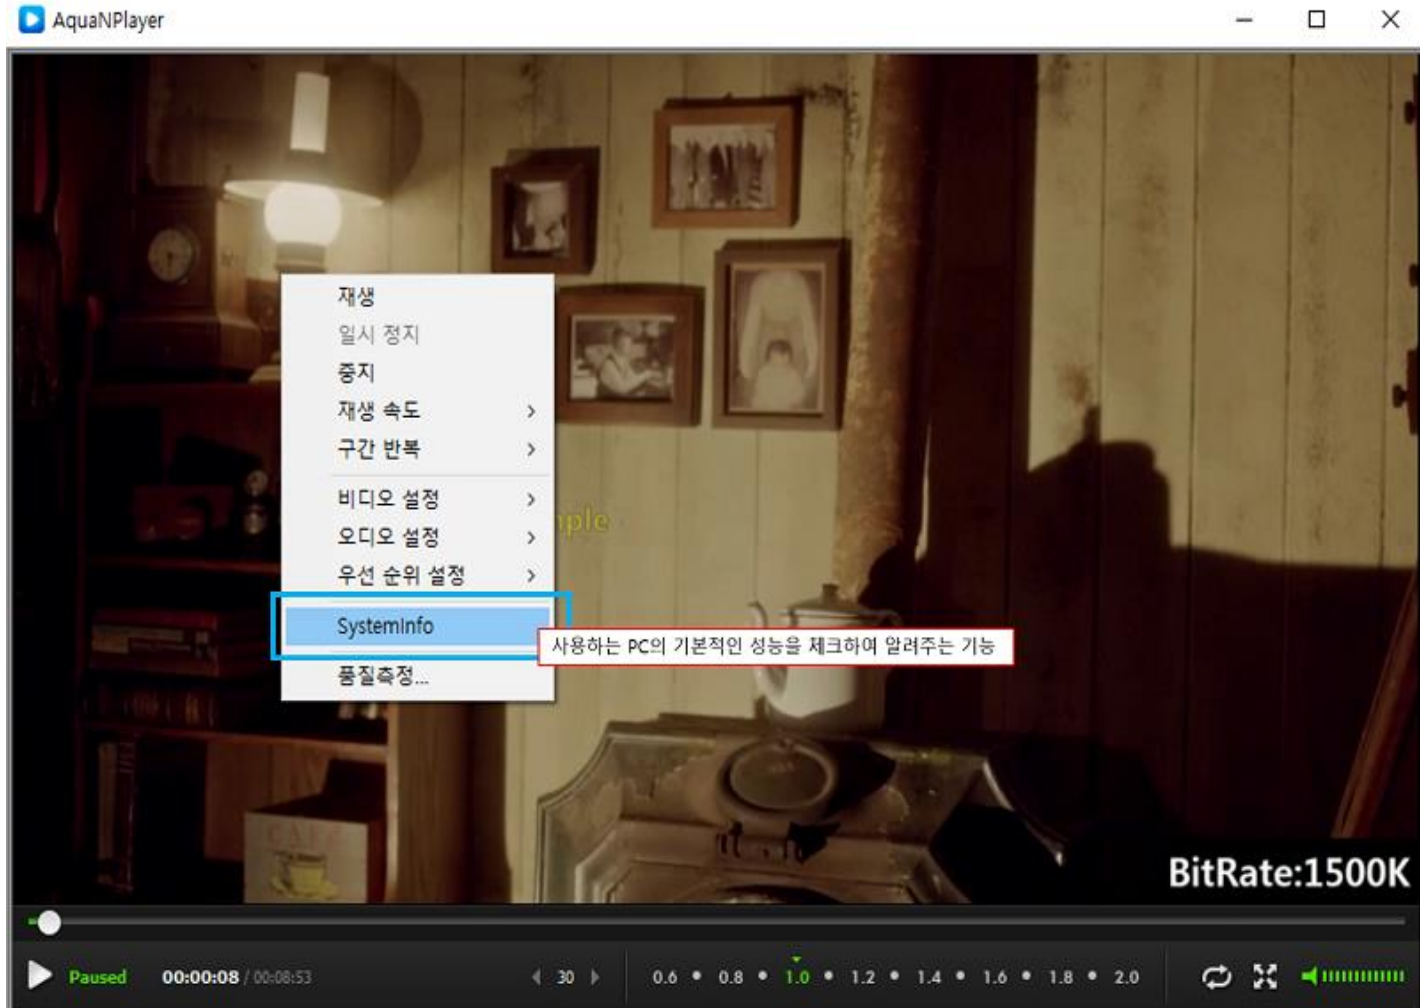 AquaNPlayer
재생
일시 정지
중지
재생 속도
구간 반복
비디오 설정
오디오 설정
우선 순위 설정
SystemInfo
사용하는 PC의 기본적인 성능을 체크하여 알려주는 기능
품질측정...
BitRate:1500K
Paused 00:00:08 / 00:08:53 30 0.6 0.8 1.0 1.2 1.4 1.6 1.8 2.0